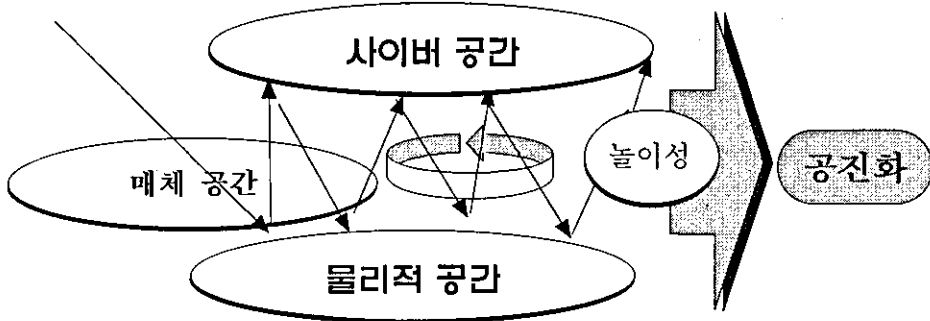 사이버 공간
매체 공간
놀이성
공진화
물리적 공간